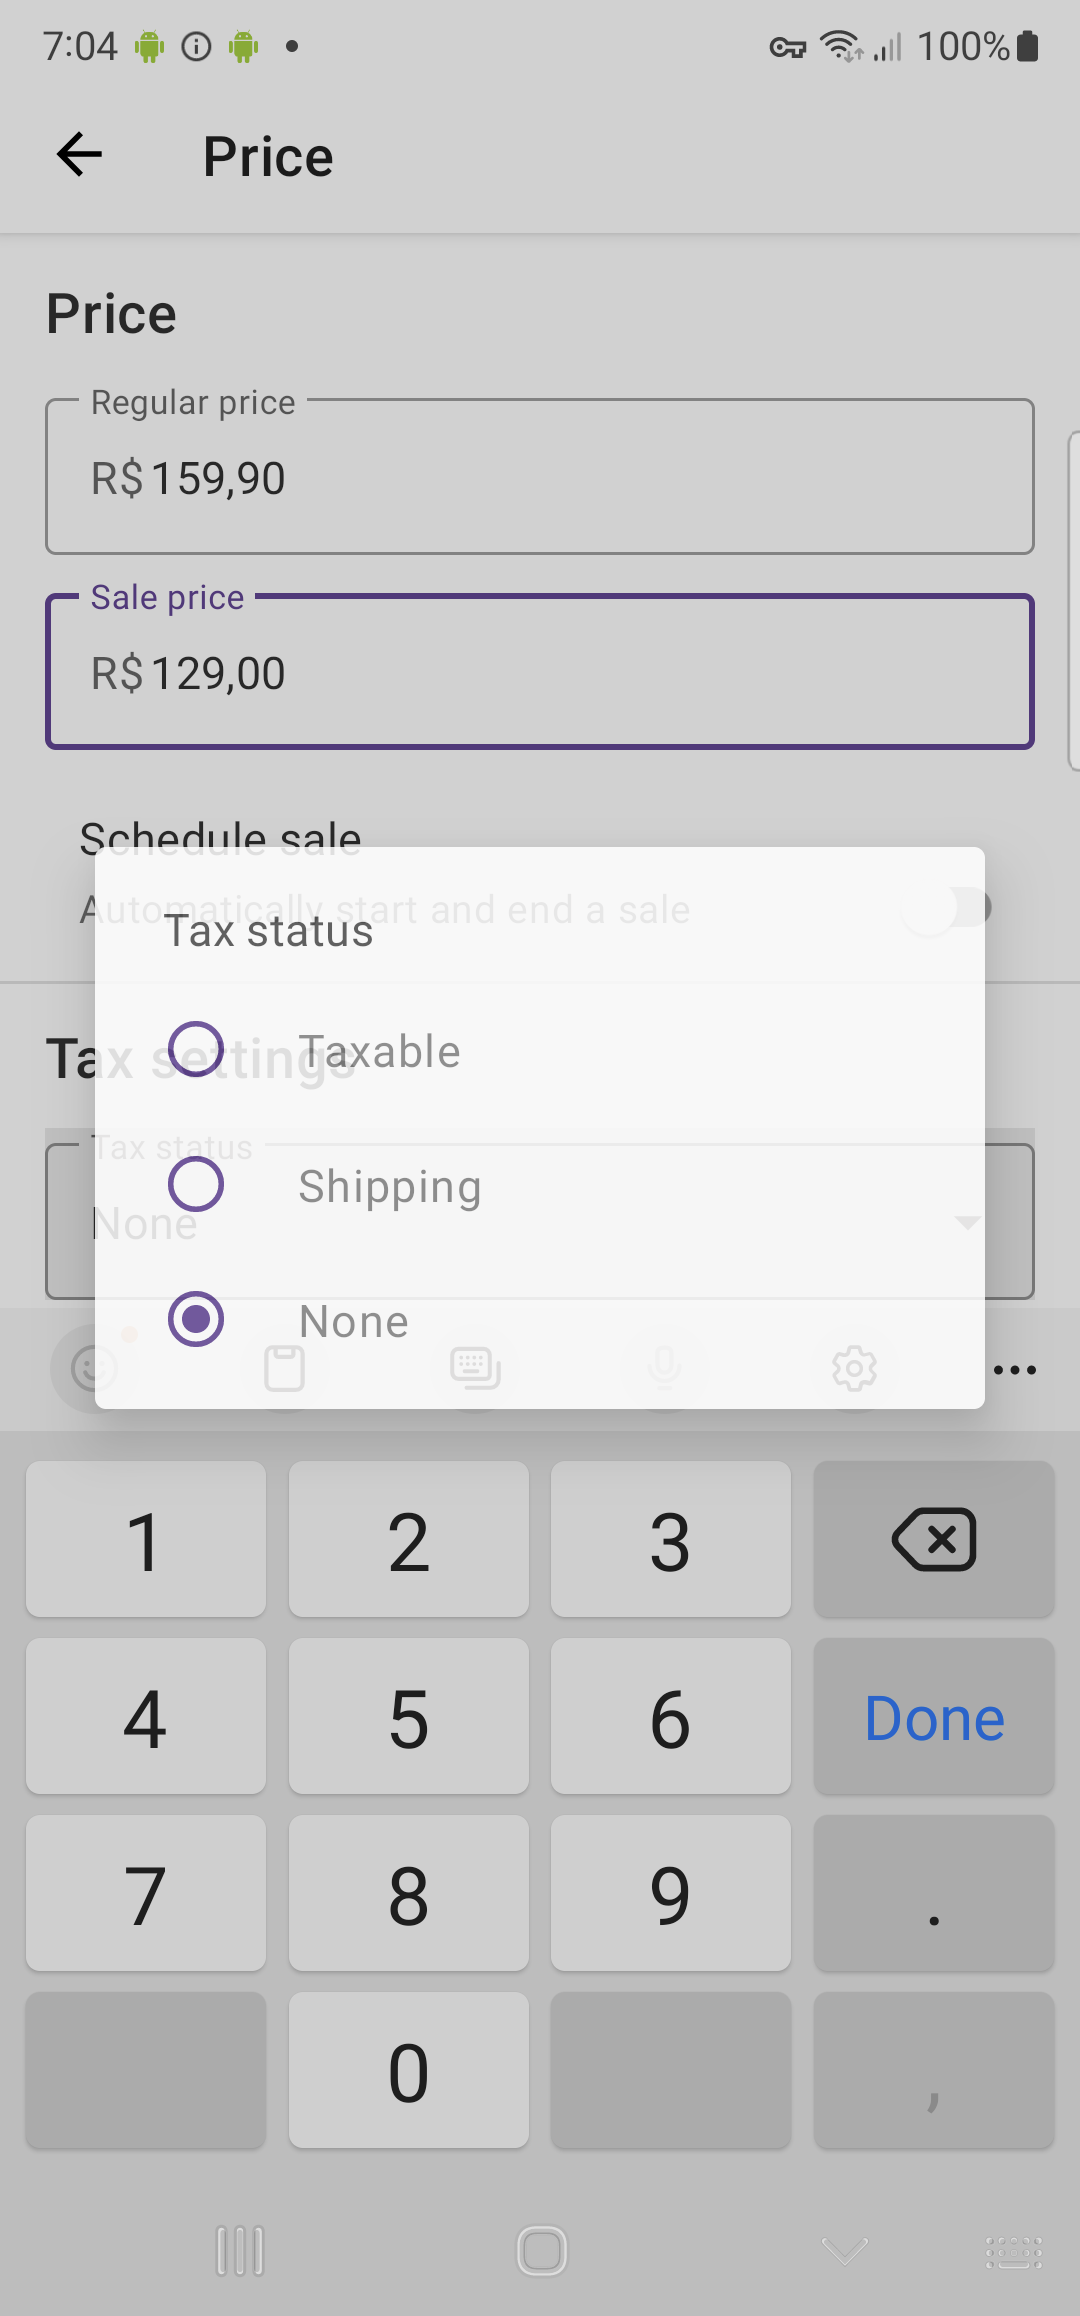 7:04
100%
Price
Price
Regular price
R$ 159,90
Sale price
R$ 129,00
Schedule sale
Automatically start and end a sale
Tax status
Tax settings
Taxable
Tax status
Shipping
None
None
1 2 3
4 5 6 Done
7 8 9 .
0 ,